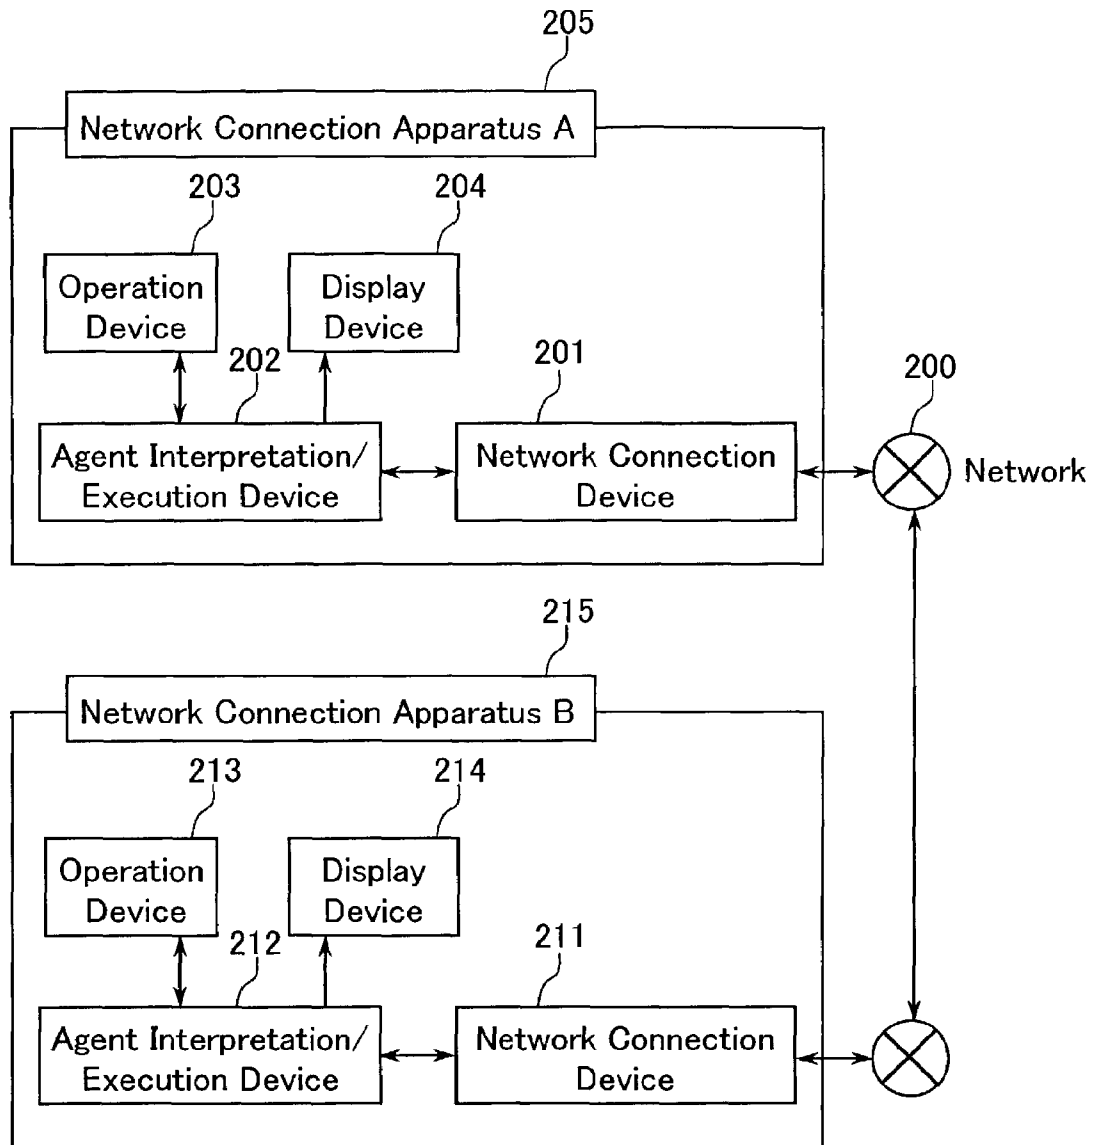 205
Network Connection Apparatus A
203
204
Operation
Device
Display
Device
202
201
200
Agent Interpretation/
Execution Device
Network Connection
Device
Network
215
Network Connection Apparatus B
213
214
Operation
Device
Display
Device
212
211
Agent Interpretation/
Execution Device
Network Connection
Device